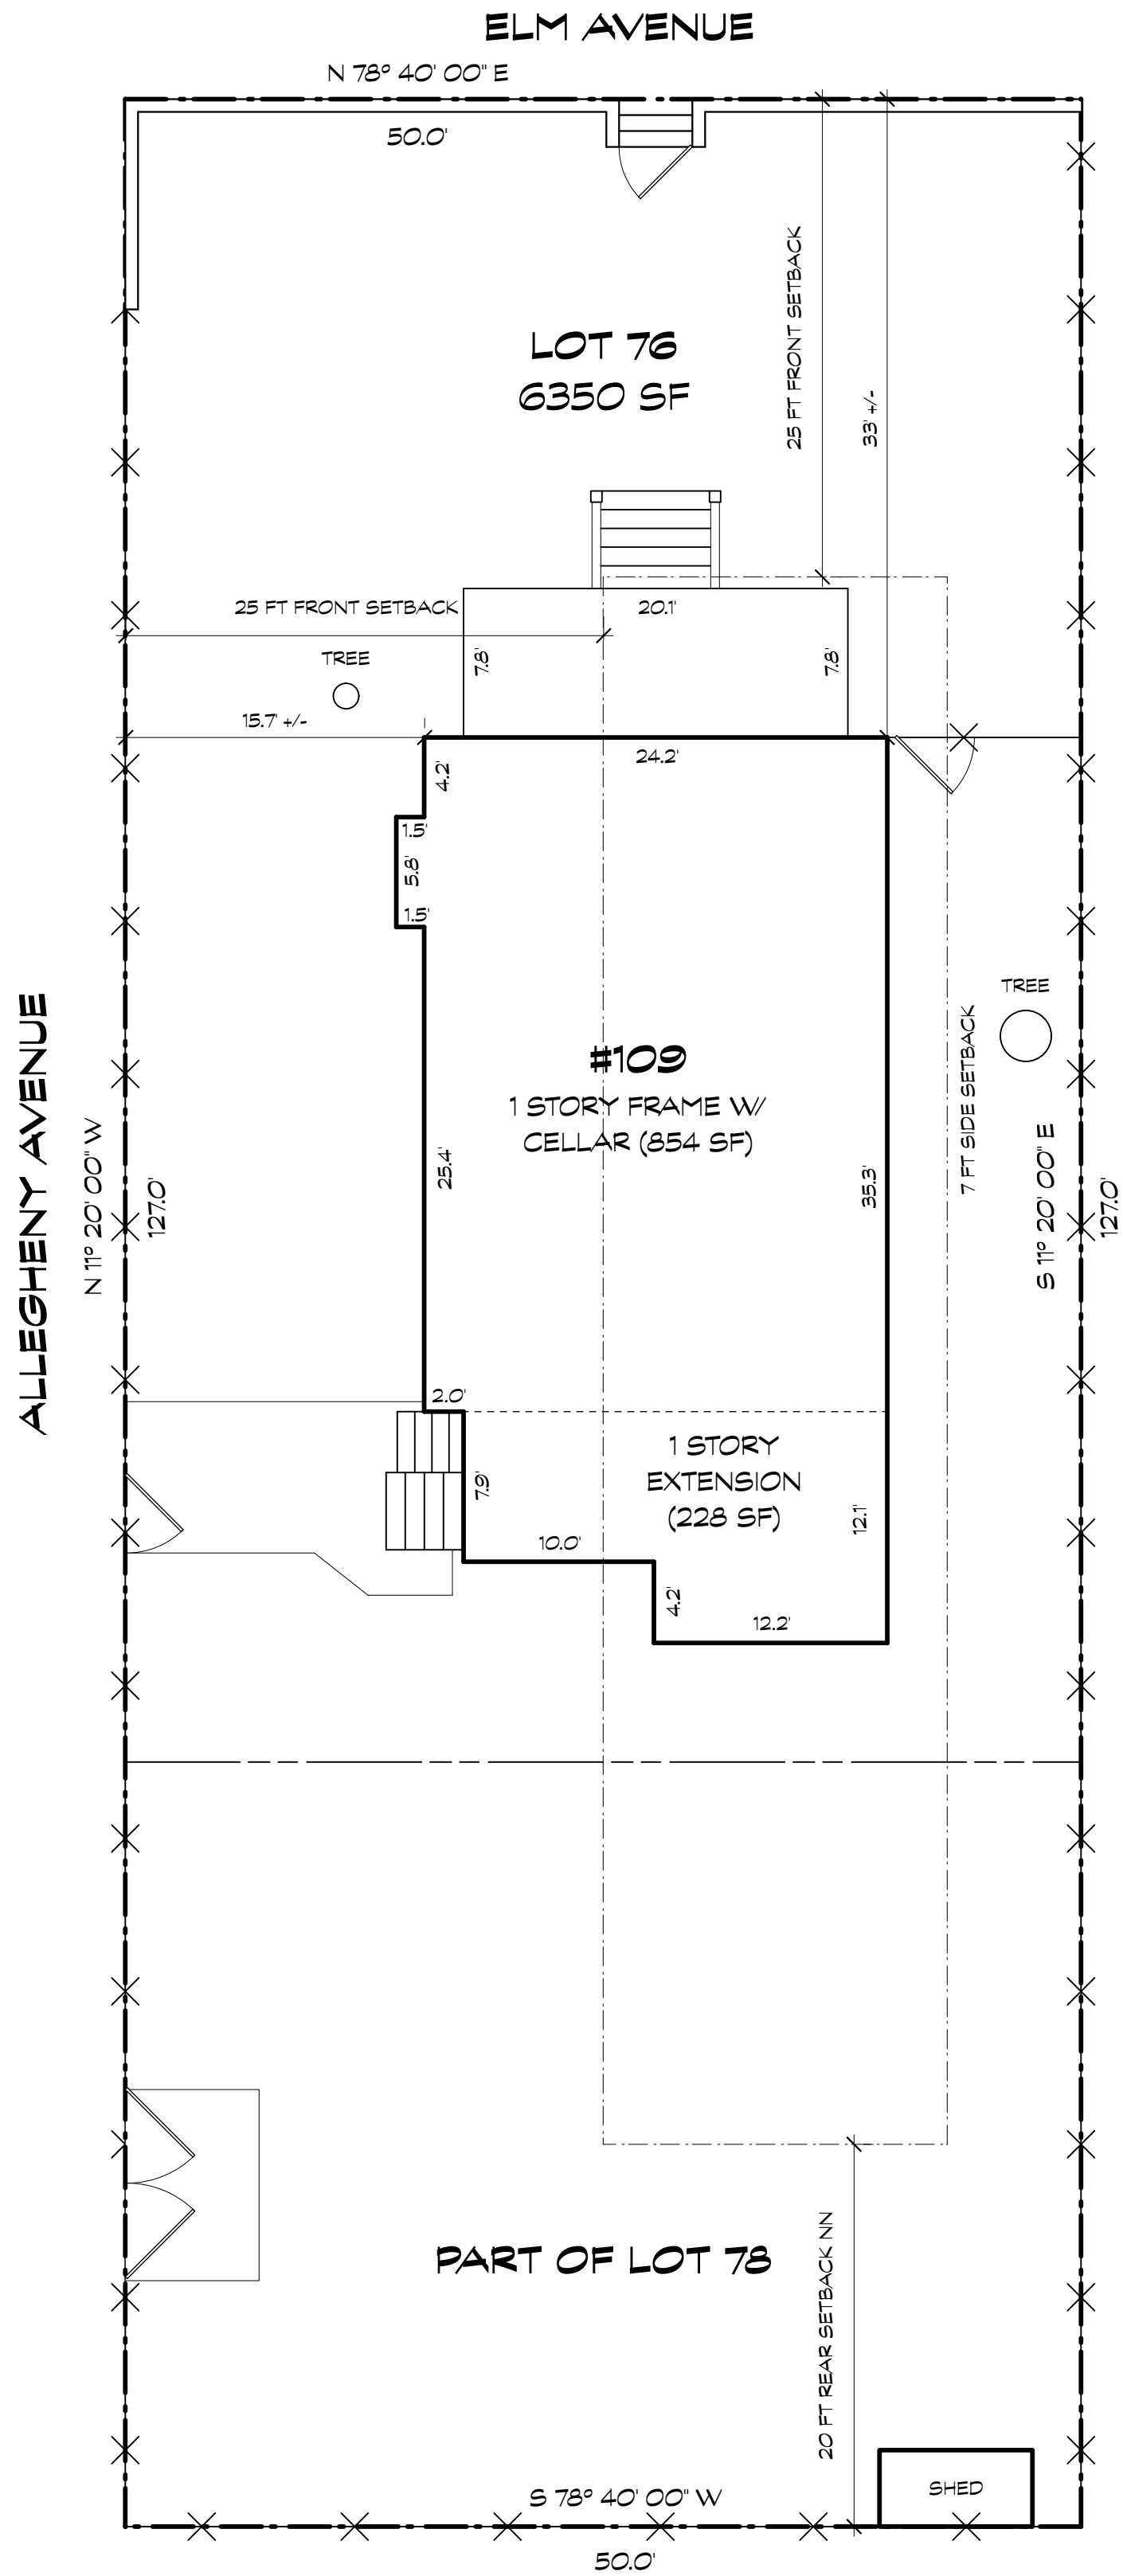 ELM AVENUE
N 78° 40' 00" E
50.0'
25 FT FRONT SETBACK
33' +/-
LOT 76
6350 SF
25 FT FRONT SETBACK
20.1'
TREE
7.8'
7.8'
15.7' +/-
24.2'
4.2'
1.5'
5.8'
1.5'
TREE
ALLEGHENY AVENUE
N 11° 20' 00" W
127.0'
#109
1 STORY FRAME W/
CELLAR (854 SF)
25.4'
35.3'
7 FT SIDE SETBACK
S 11° 20' 00" E
127.0'
2.0'
1 STORY
EXTENSION
(228 SF)
7.9'
12.1'
10.0'
4.2'
12.2'
PART OF LOT 78
20 FT REAR SETBACK NN
SHED
S 78° 40' 00" W
50.0'